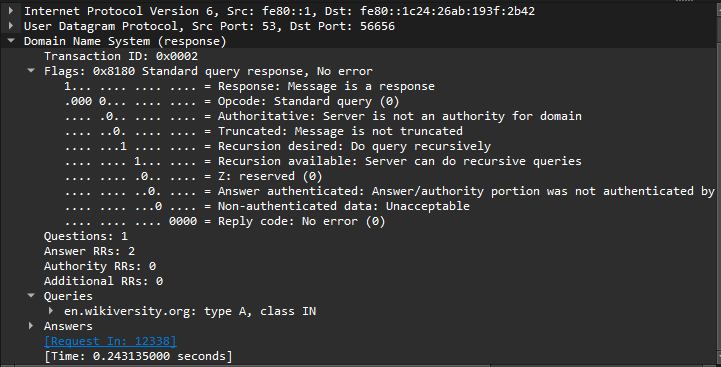 Internet Protocol Version 6, Src: fe80::1, Dst: fe80::1c24:26ab:193f:2b42
User Datagram Protocol, Src Port: 53, Dst Port: 56656
Domain Name System (response)
Transaction ID: 0x0002
Flags: 0x8180 Standard query response, No error
1... .... .... .... = Response: Message is a response
.000 0... .... .... = Opcode: Standard query (0)
.... .0.. .... .... = Authoritative: Server is not an authority for domain
.... ..0. .... .... = Truncated: Message is not truncated
.... ...1 .... .... = Recursion desired: Do query recursively
.... .... 1... .... = Recursion available: Server can do recursive queries
.... .... .0.. .... = Z: reserved (0)
.... .... ..0. .... = Answer authenticated: Answer/authority portion was not authenticated by
.... .... ...0 .... = Non-authenticated data: Unacceptable
.... .... .... 0000 = Reply code: No error (0)
Questions: 1
Answer RRs: 2
Authority RRs: 0
Additional RRs: 0
Queries
en.wikiversity.org: type A, class IN
Answers
[Request In: 12338]
[Time: 0.243135000 seconds]